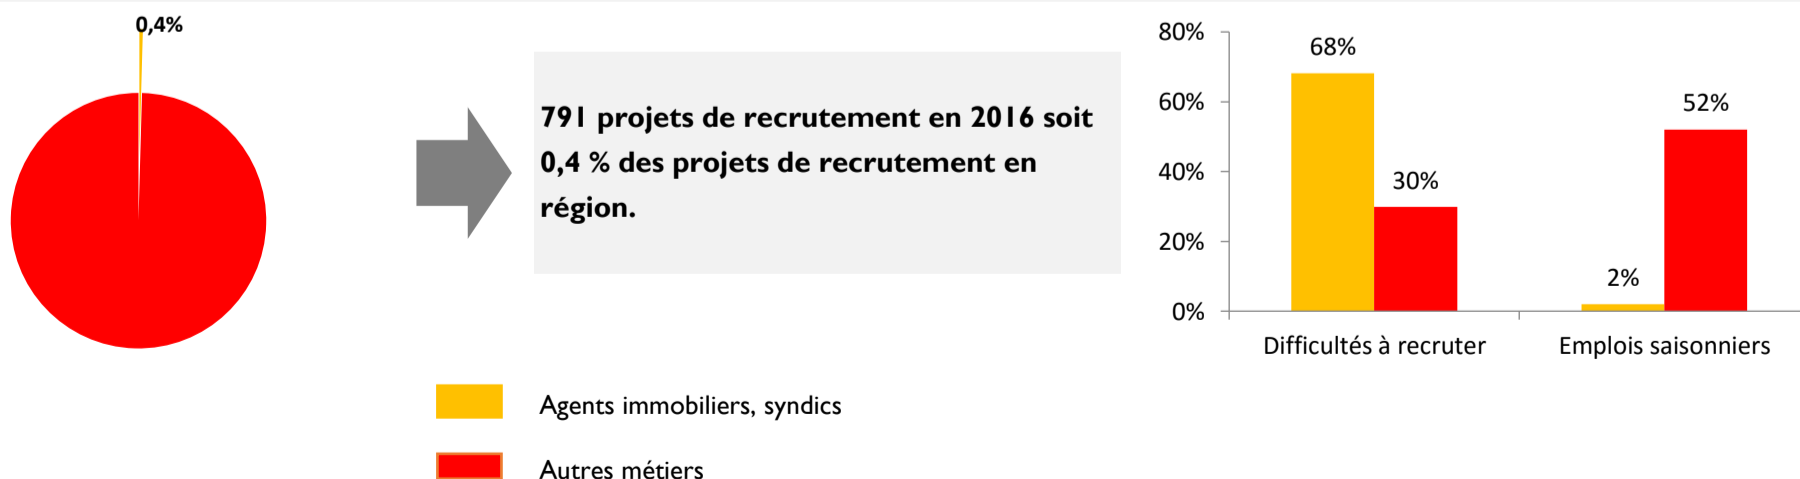 0,4%
791 projets de recrutement en 2016 soit
0,4 % des projets de recrutement en
région.
80%
60%
40%
20%
0%
68%
30%
2%
52%
Difficultés à recruter
Emplois saisonniers
Agents immobiliers, syndics
Autres métiers